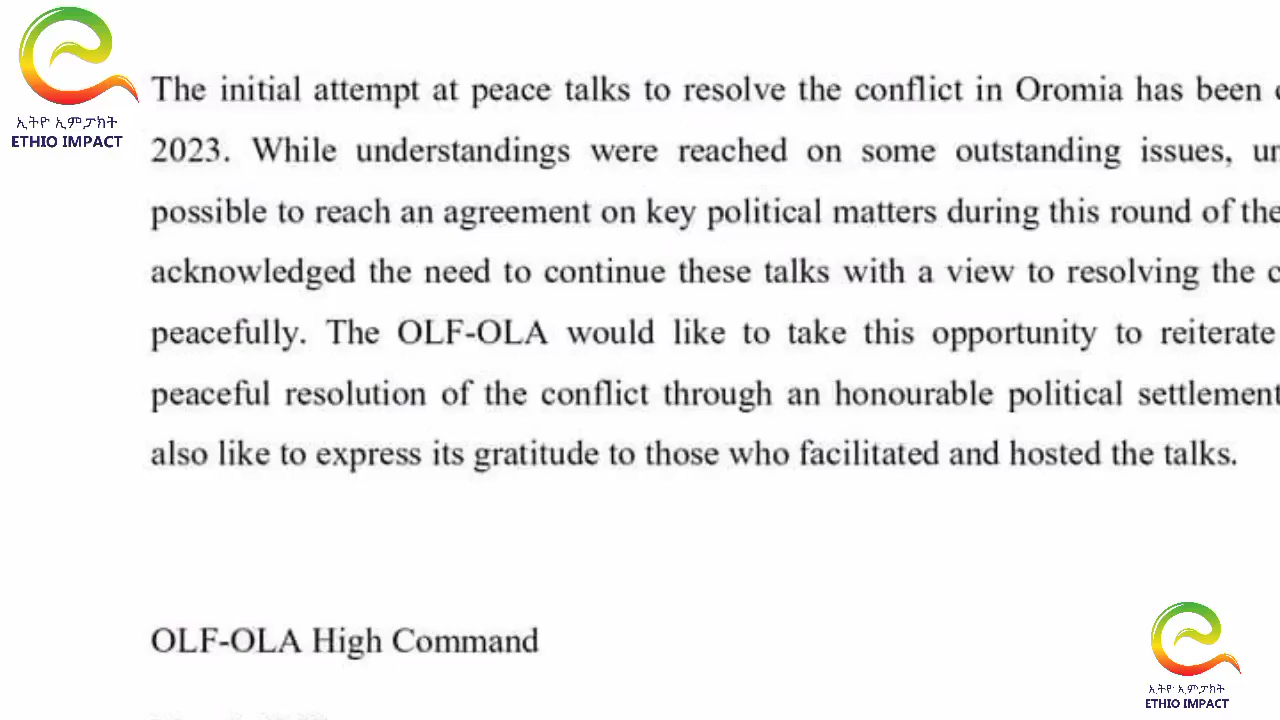 ኢትዮ ኢምፓክት
ETHIO IMPACT
The initial attempt at peace talks to resolve the conflict in Oromia has been
2023. While understandings were reached on some outstanding issues,
possible to reach an agreement on key political matters during this round of the
acknowledged the need to continue these talks with a view to resolving the
peacefully. The OLF-OLA would like to take this opportunity to reiterate
peaceful resolution of the conflict through an honourable political settlement
also like to express its gratitude to those who facilitated and hosted the talks.
OLF-OLA High Command
ኢትዮ ኢምፓክት
ETHIO IMPACT